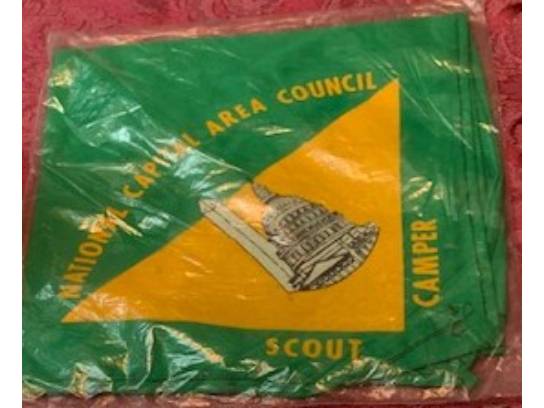 NATIONAL CAPITAL AREA COUNCIL
SCOUT
CAMPER